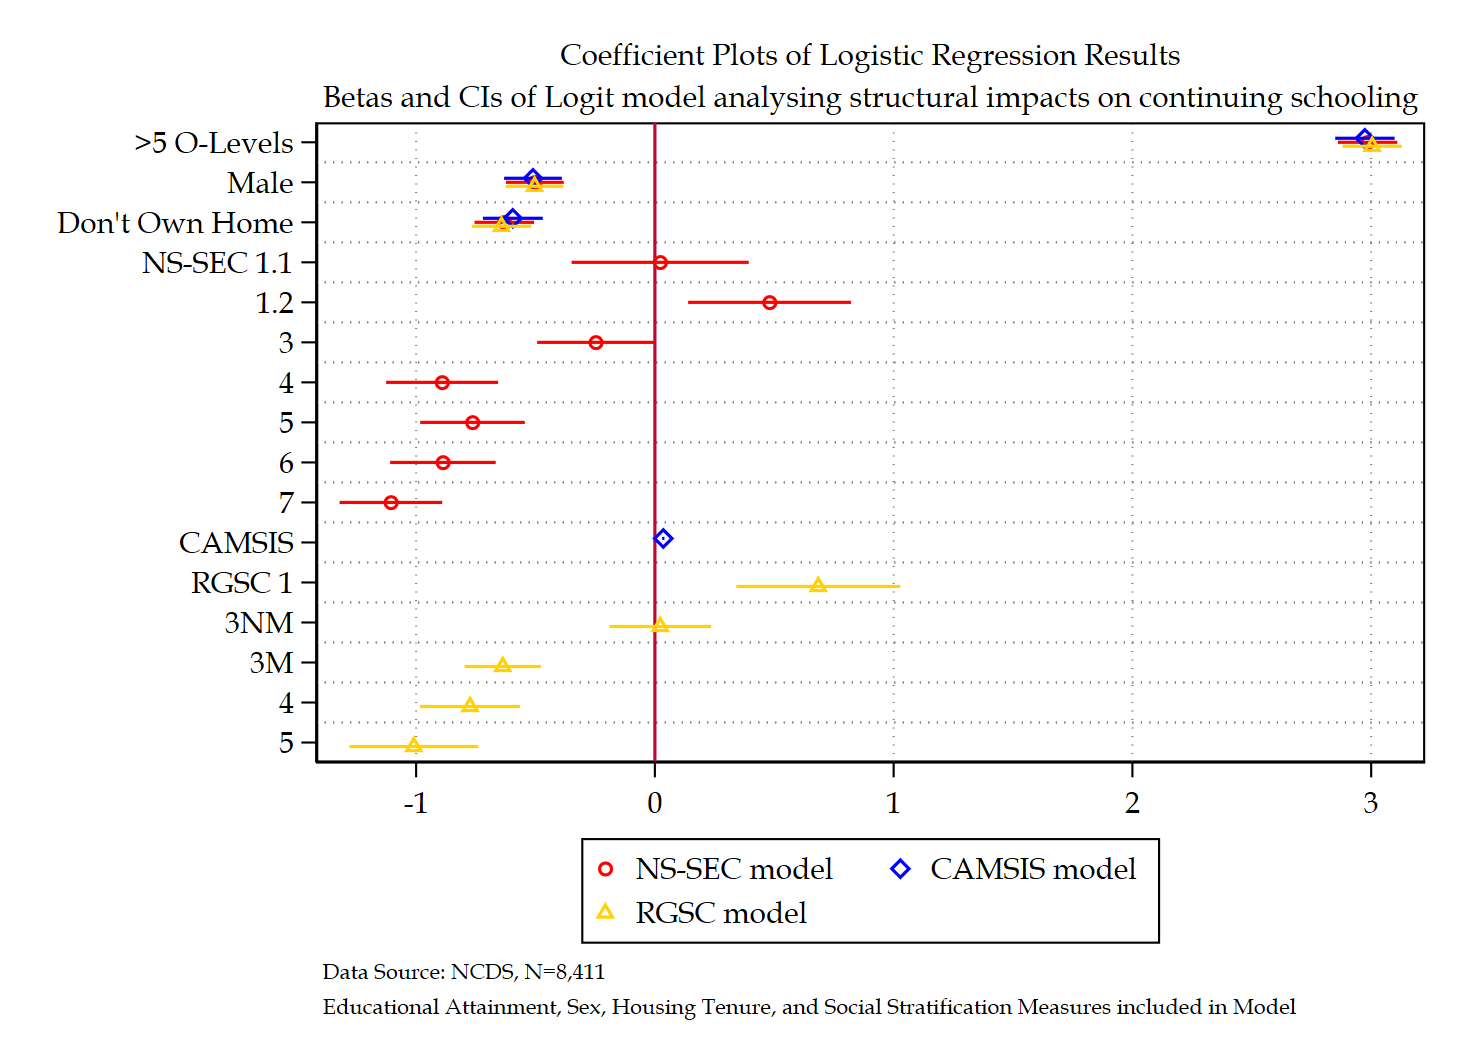 Coefficient Plots of Logistic Regression Results
Betas and CIs of Logit model analysing structural impacts on continuing schooling
>5 O-Levels
Male
Don't Own Home
NS-SEC 1.1
1.2
3
4
5
6
7
CAMSIS
RGSC 1
3NM
3M
4
5
-1 0 1 2 3
NS-SEC model CAMSIS model
RGSC model
Data Source: NCDS, N=8,411
Educational Attainment, Sex, Housing Tenure, and Social Stratification Measures included in Model